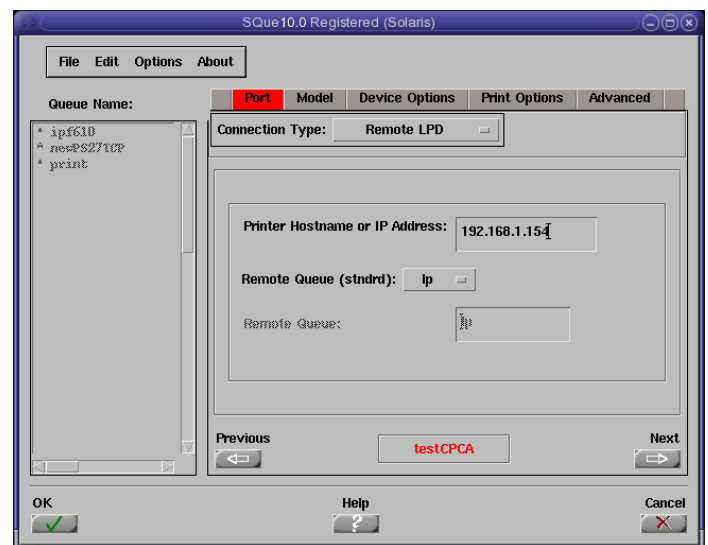 SQue10.0 Registered (Solaris)
File Edit Options About
Queue Name:
* ipf610
* newPS27TCP
* print
Port Model Device Options Print Options Advanced
Connection Type: Remote LPD
Printer Hostname or IP Address: 192.168.1.154
Remote Queue (stndrd): lp
Remote Queue: lp
Previous
testCPCA
Next
OK
Help
?
Cancel